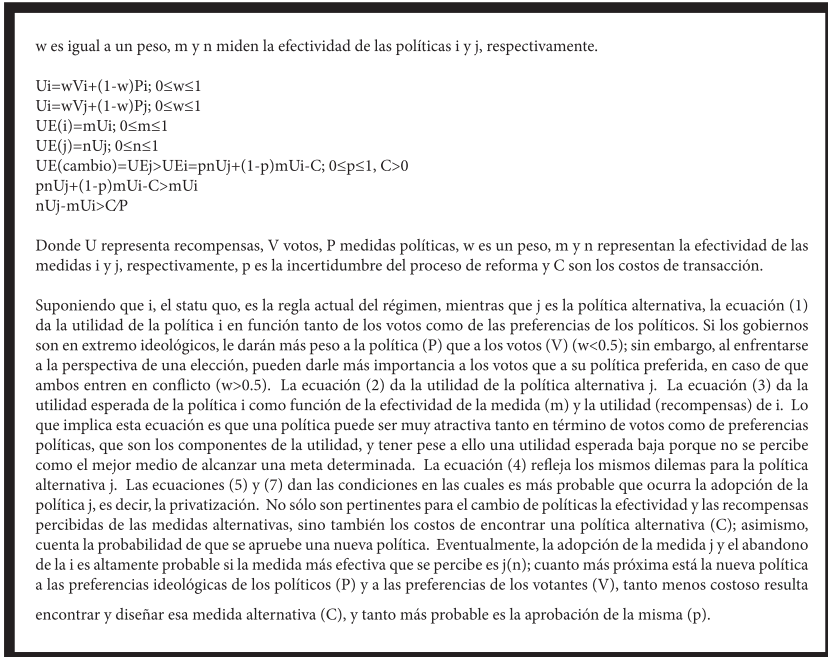 w es igual a un peso, m y n miden la efectividad de las políticas i y j, respectivamente.
Ui=wVi+(1-w)Pi; 0≤w≤1
Ui=wVj+(1-w)Pj; 0≤w≤1
UE(i)=mUi; 0≤m≤1
UE(j)=nUj; 0≤n≤1
UE(cambio)=UEj>UEi=pnUj+(1-p)mUi-C; 0≤p≤1, C>0
pnUj+(1-p)mUi-C>mUi
nUj-mUi>C/P
Donde U representa recompensas, V votos, P medidas políticas, w es un peso, m y n representan la efectividad de las
medidas i y j, respectivamente, p es la incertidumbre del proceso de reforma y C son los costos de transacción.
Suponiendo que i, el statu quo, es la regla actual del régimen, mientras que j es la política alternativa, la ecuación (1)
da la utilidad de la política i en función tanto de los votos como de las preferencias de los políticos. Si los gobiernos
son en extremo ideológicos, le darán más peso a la política (P) que a los votos (V) (w<0.5); sin embargo, al enfrentarse
a la perspectiva de una elección, pueden darle más importancia a los votos que a su política preferida, en caso de que
ambos entren en conflicto (w>0.5). La ecuación (2) da la utilidad de la política alternativa j. La ecuación (3) da la
utilidad esperada de la política i como función de la efectividad de la medida (m) y la utilidad (recompensas) de i. Lo
que implica esta ecuación es que una política puede ser muy atractiva tanto en término de votos como de preferencias
políticas, que son los componentes de la utilidad, y tener pese a ello una utilidad esperada baja porque no se percibe
como el mejor medio de alcanzar una meta determinada. La ecuación (4) refleja los mismos dilemas para la política
alternativa j. Las ecuaciones (5) y (7) dan las condiciones en las cuales es más probable que ocurra la adopción de la
política j, es decir, la privatización. No sólo son pertinentes para el cambio de políticas la efectividad y las recompensas
percibidas de las medidas alternativas, sino también los costos de encontrar una política alternativa (C); asimismo,
cuenta la probabilidad de que se apruebe una nueva política. Eventualmente, la adopción de la medida j y el abandono
de la i es altamente probable si la medida más efectiva que se percibe es j(n); cuanto más próxima está la nueva política
a las preferencias ideológicas de los políticos (P) y a las preferencias de los votantes (V), tanto menos costoso resulta
encontrar y diseñar esa medida alternativa (C), y tanto más probable es la aprobación de la misma (p).